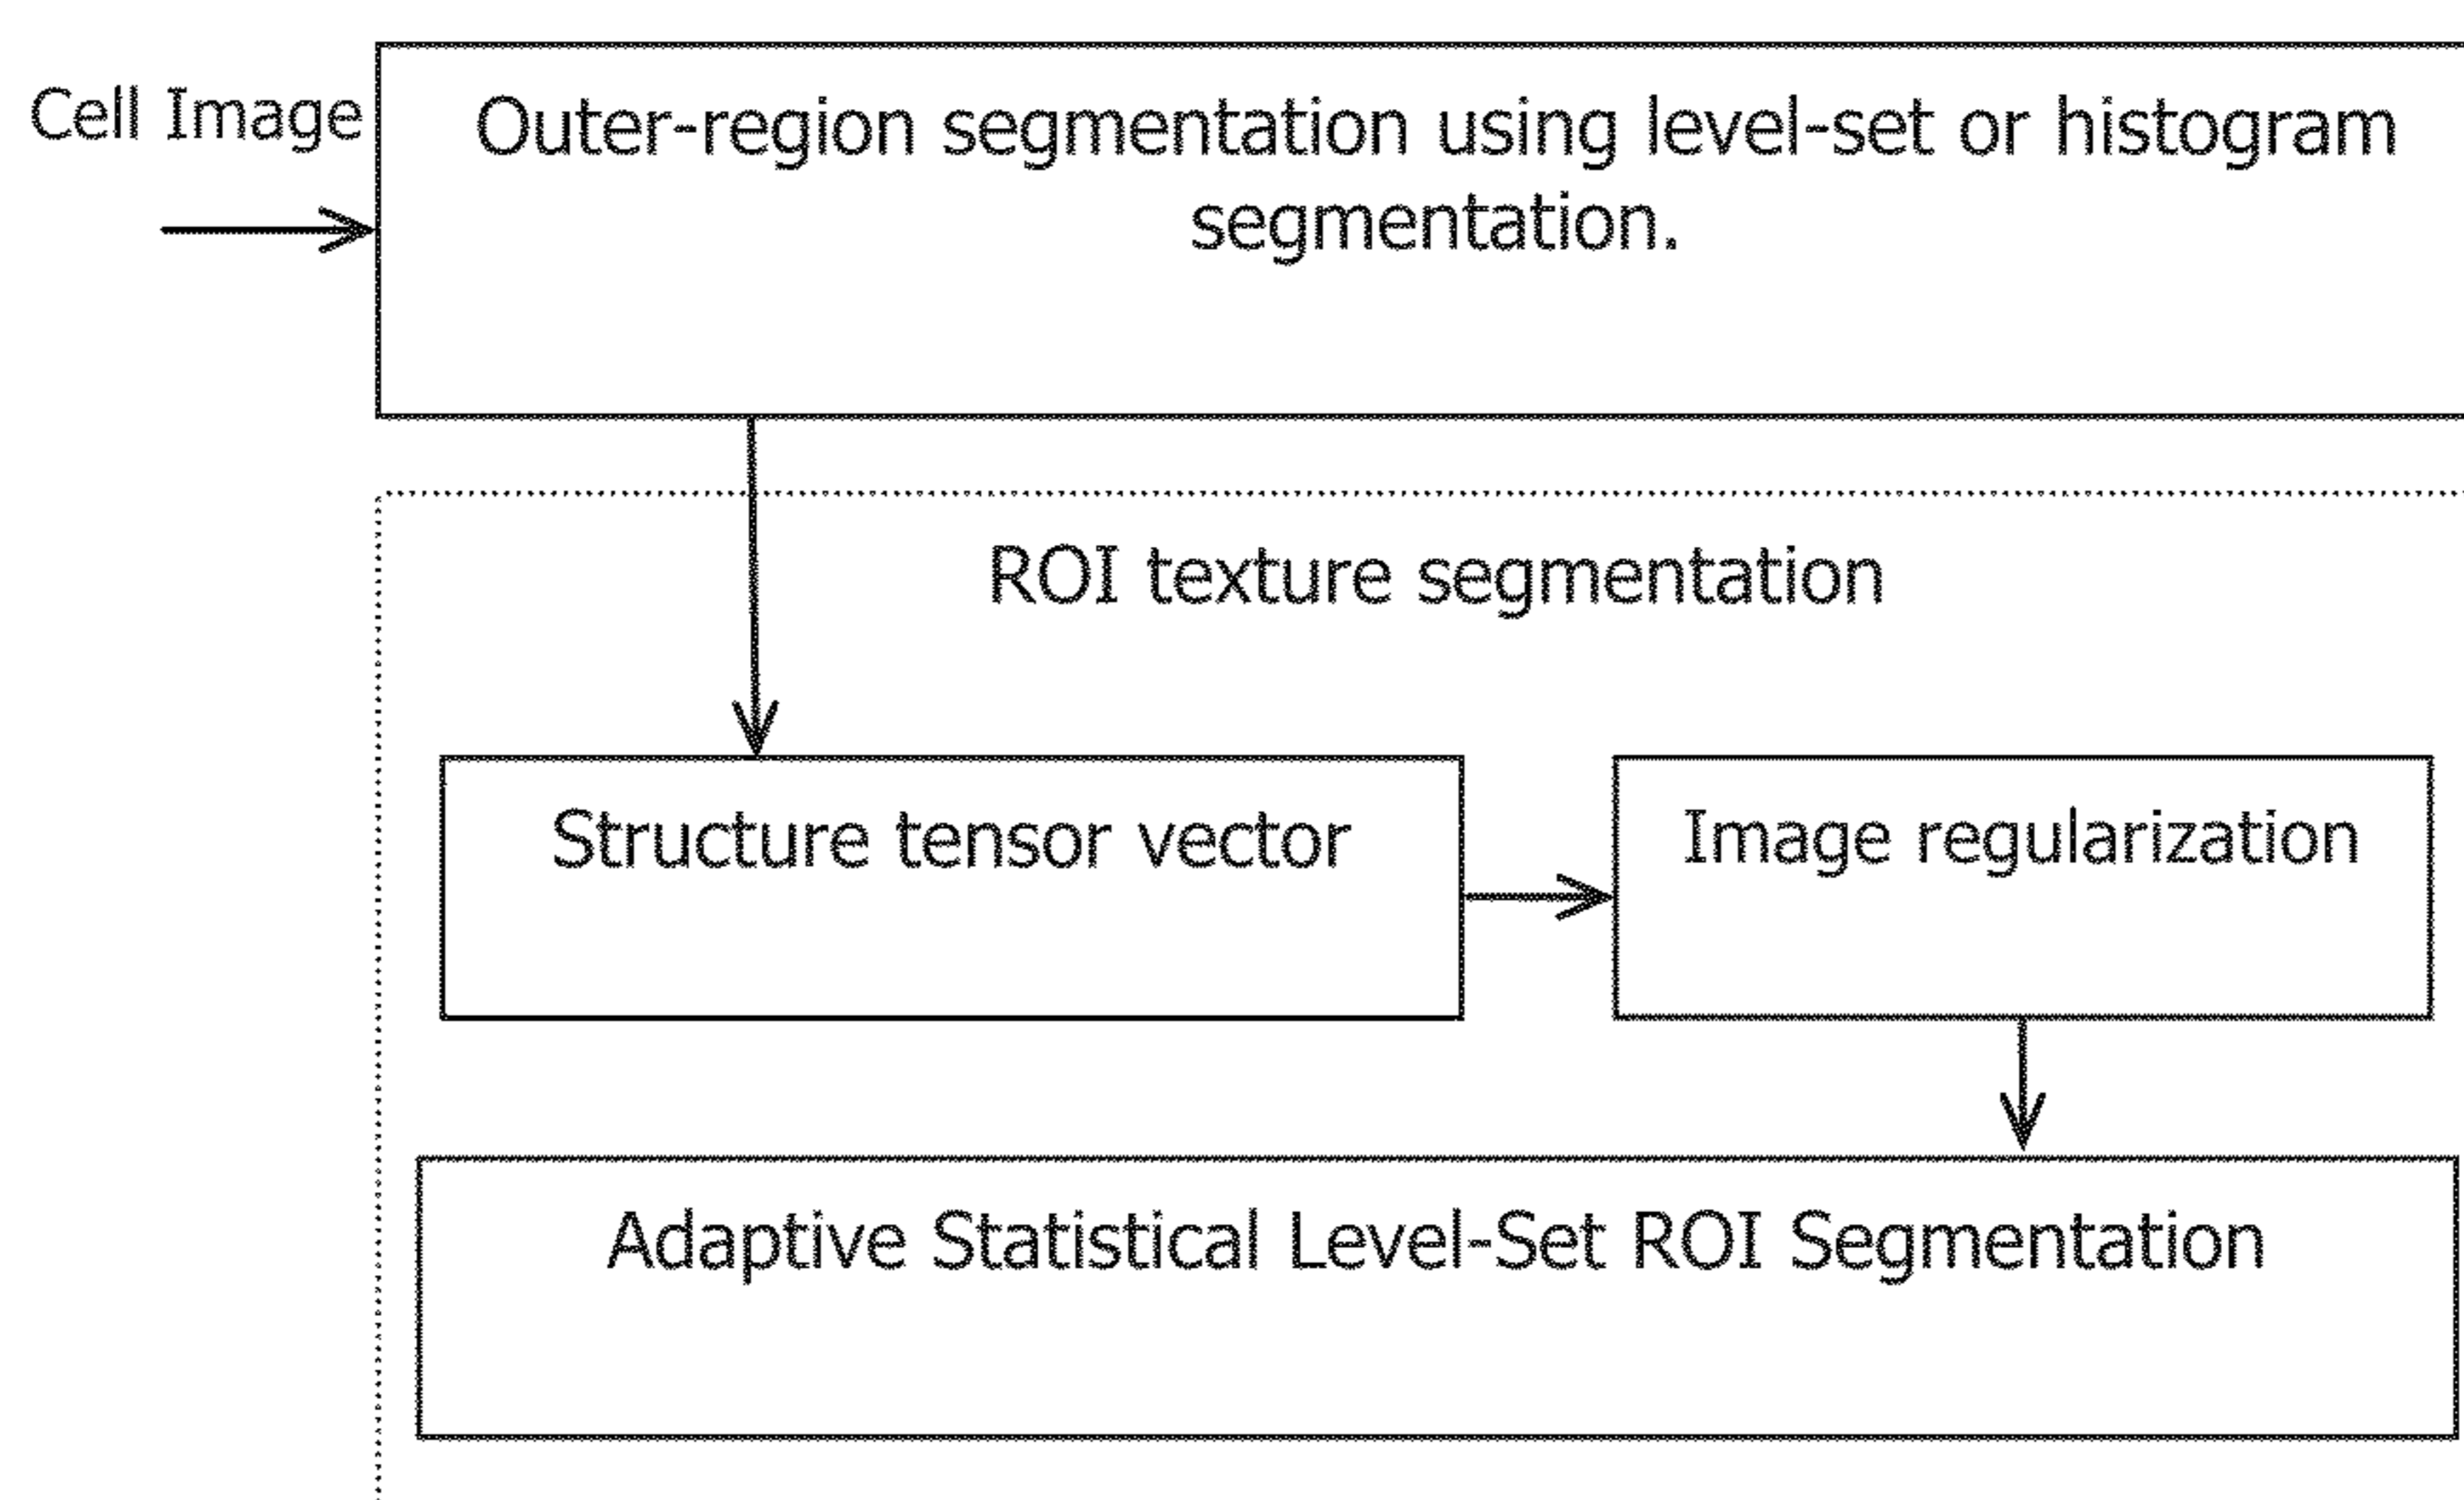 Cell Image
Outer-region segmentation using level-set or histogram
segmentation.
ROI texture segmentation
Structure tensor vector
Image regularization
Adaptive Statistical Level-Set ROI Segmentation